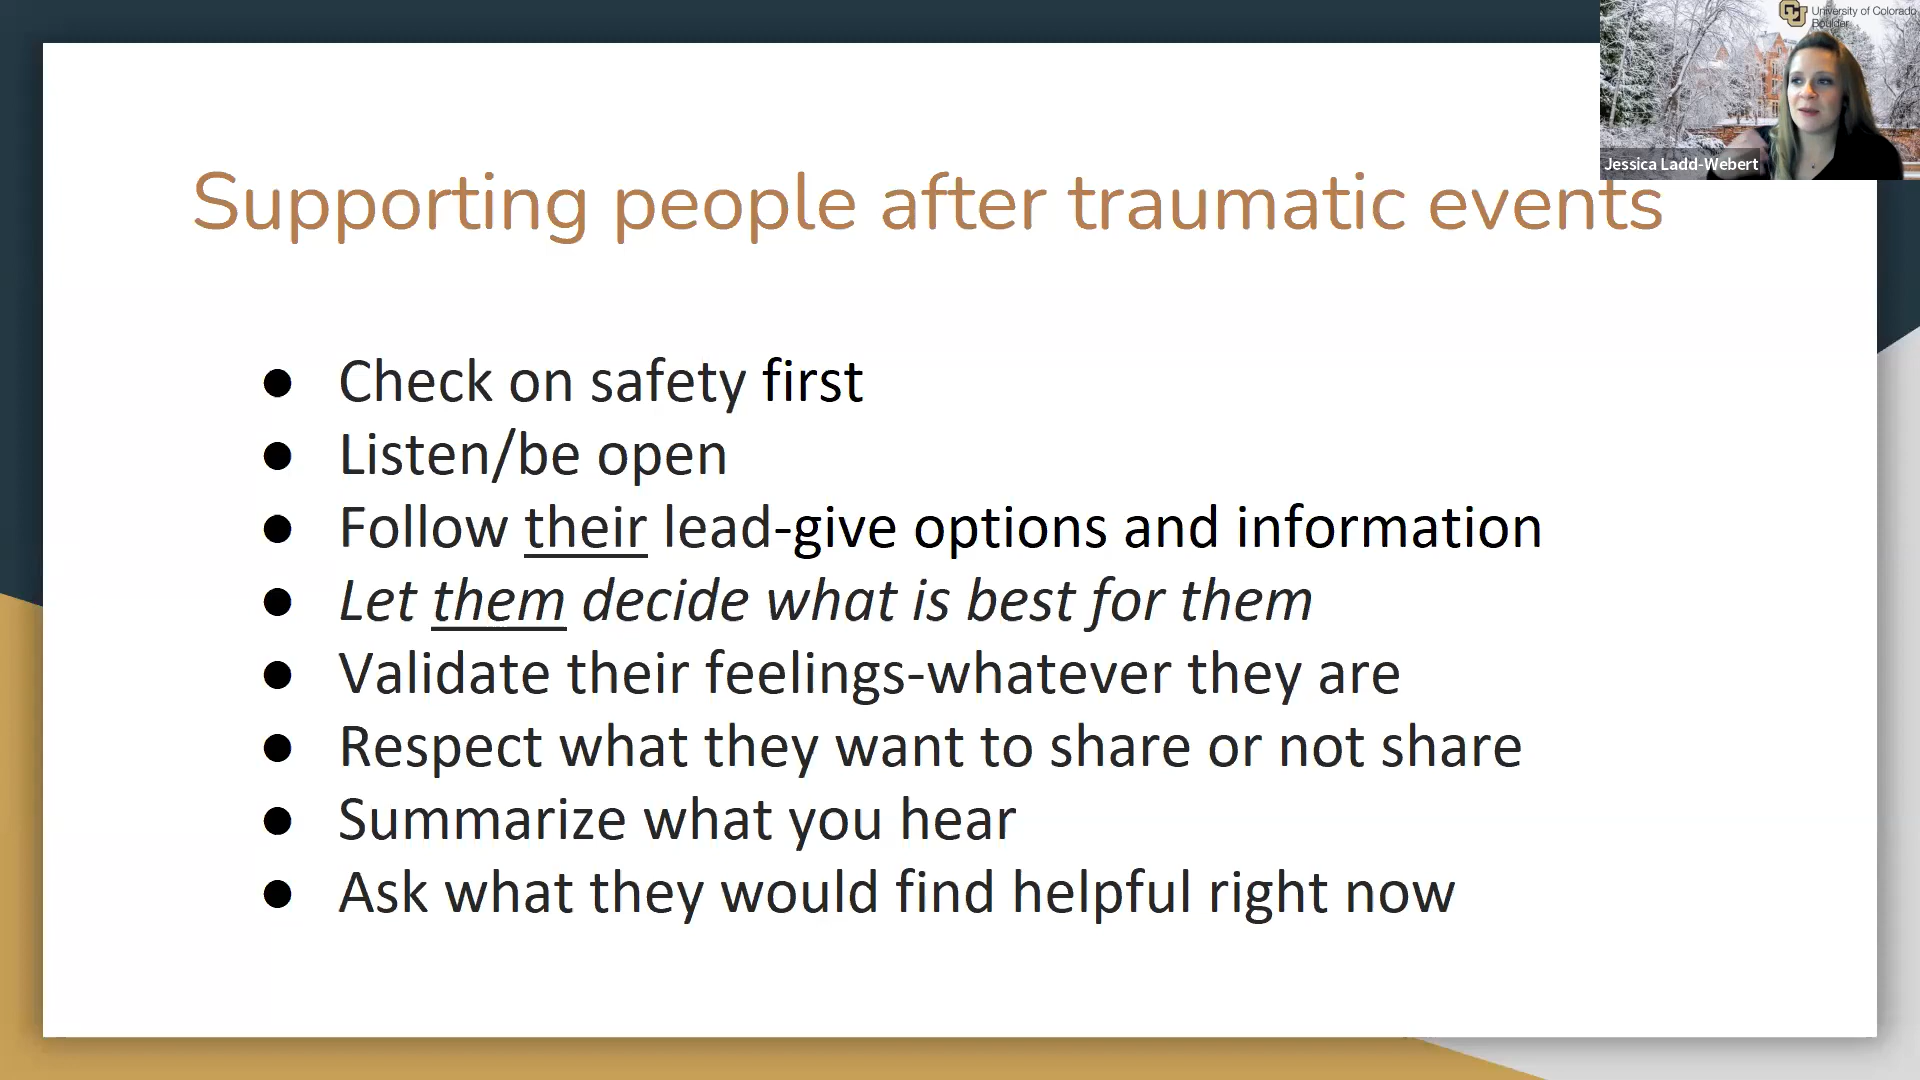 University of Colorado
Boulder
Jessica Ladd-Webert
Supporting people after traumatic events
● Check on safety first
● Listen/be open
● Follow their lead-give options and information
● Let them decide what is best for them
● Validate their feelings-whatever they are
● Respect what they want to share or not share
● Summarize what you hear
● Ask what they would find helpful right now